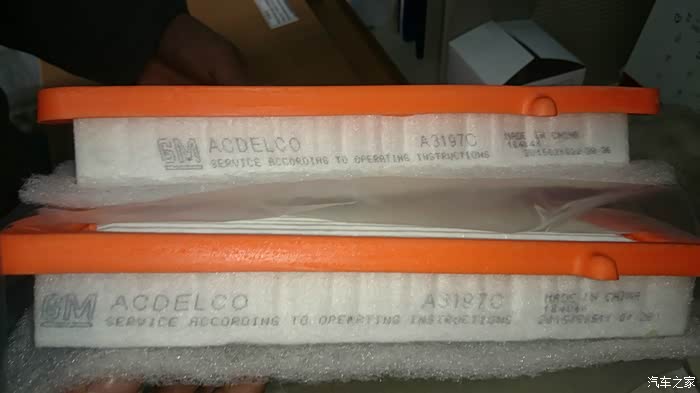 GM ACDELCO A3197C MADE IN CHINA
SERVICE ACCORDING TO OPERATING INSTRUCTIONS
GM ACDELCO A3197C MADE IN CHINA
SERVICE ACCORDING TO OPERATING INSTRUCTIONS
汽车之家